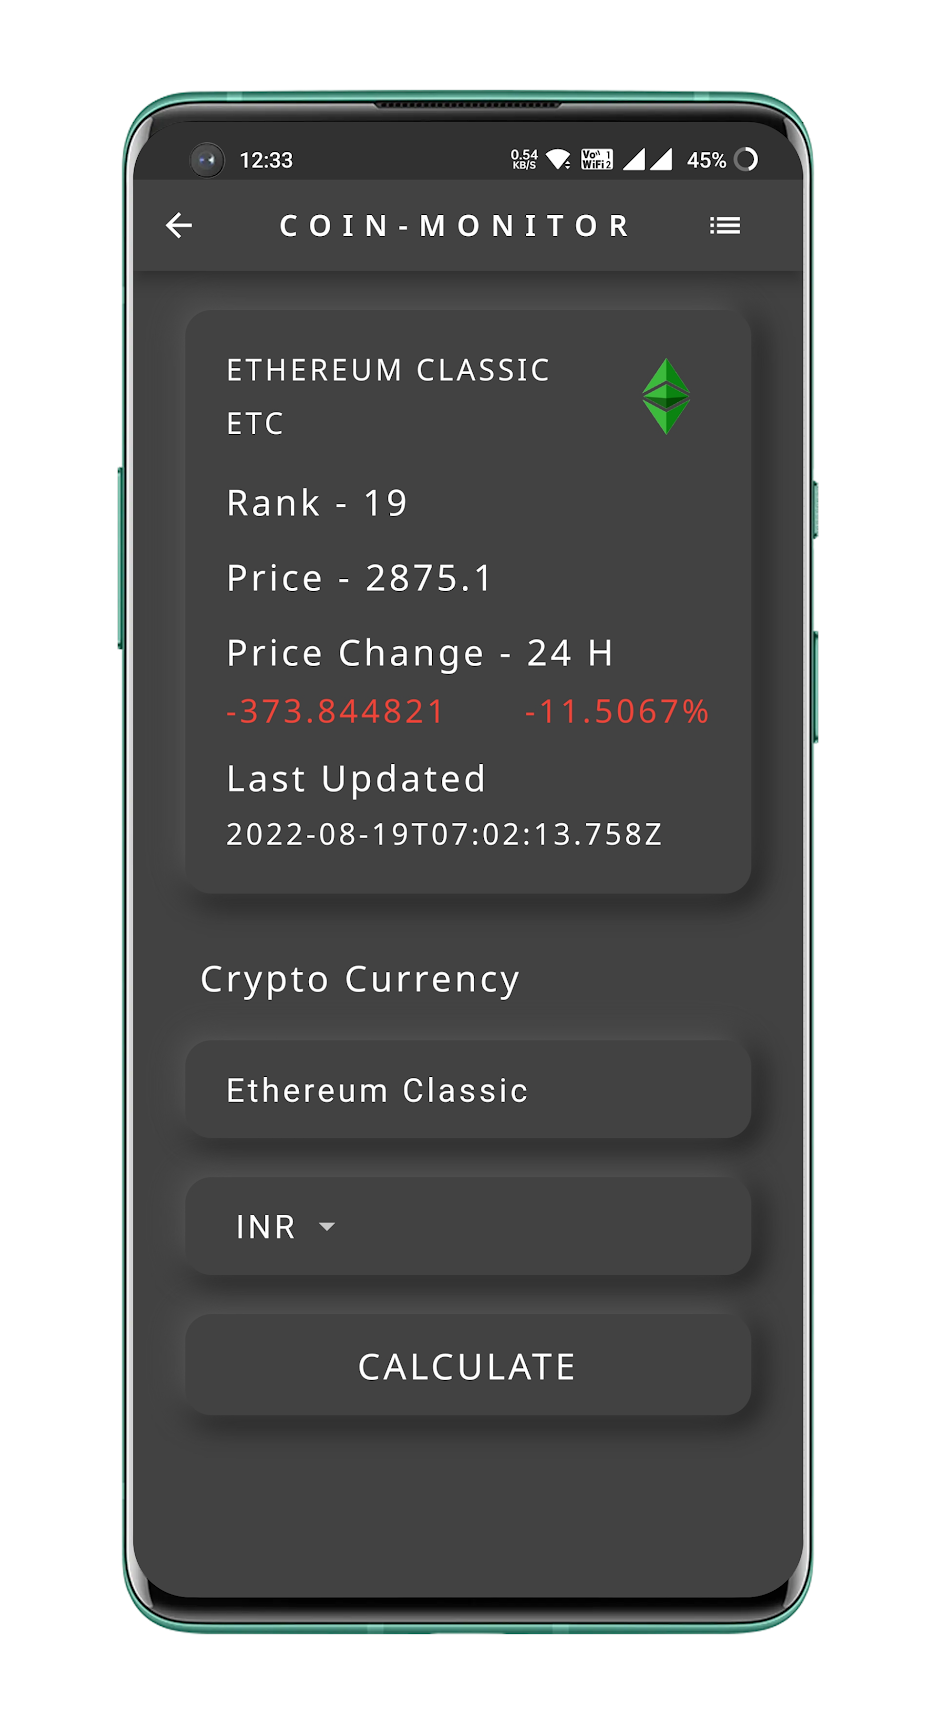 12:33 0.54 KB/S Vo 1 WiFi 2 45%
COIN-MONITOR
ETHEREUM CLASSIC
ETC
Rank - 19
Price - 2875.1
Price Change - 24 H
-373.844821 -11.5067%
Last Updated
2022-08-19T07:02:13.758Z
Crypto Currency
Ethereum Classic
INR
CALCULATE